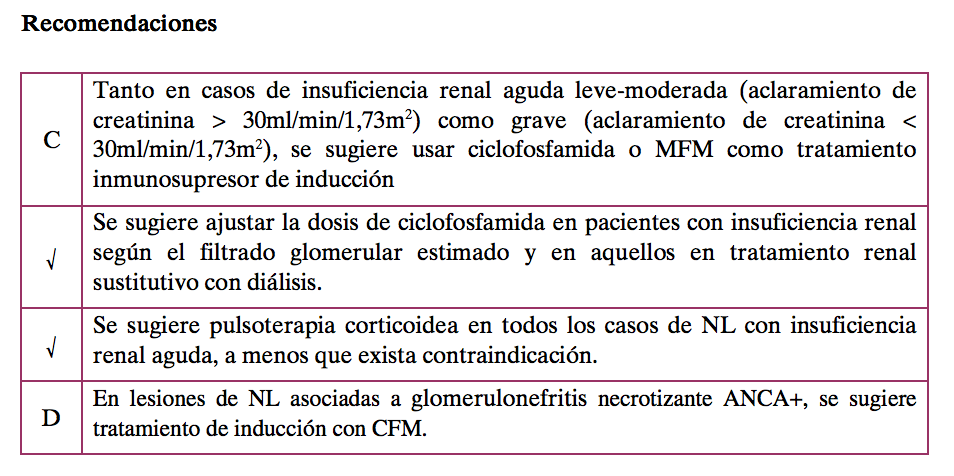 Recomendaciones
C
Tanto en casos de insuficiencia renal aguda leve-moderada (aclaramiento de
creatinina > 30ml/min/1,73m²) como grave (aclaramiento de creatinina <
30ml/min/1,73m²), se sugiere usar ciclofosfamida o MFM como tratamiento
inmunosupresor de inducción
√
Se sugiere ajustar la dosis de ciclofosfamida en pacientes con insuficiencia renal
según el filtrado glomerular estimado y en aquellos en tratamiento renal
sustitutivo con diálisis.
√
Se sugiere pulsoterapia corticoidea en todos los casos de NL con insuficiencia
renal aguda, a menos que exista contraindicación.
D
En lesiones de NL asociadas a glomerulonefritis necrotizante ANCA+, se sugiere
tratamiento de inducción con CFM.